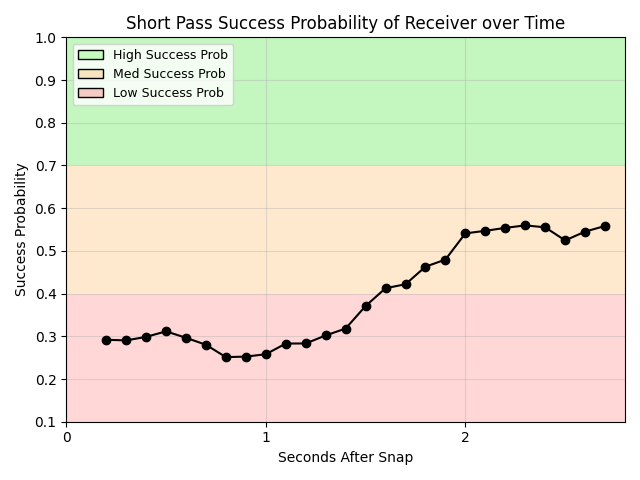 Short Pass Success Probability of Receiver over Time
High Success Prob
Med Success Prob
Low Success Prob
Success Probability
1.0
0.9
0.8
0.7
0.6
0.5
0.4
0.3
0.2
0.1
0
1
2
Seconds After Snap